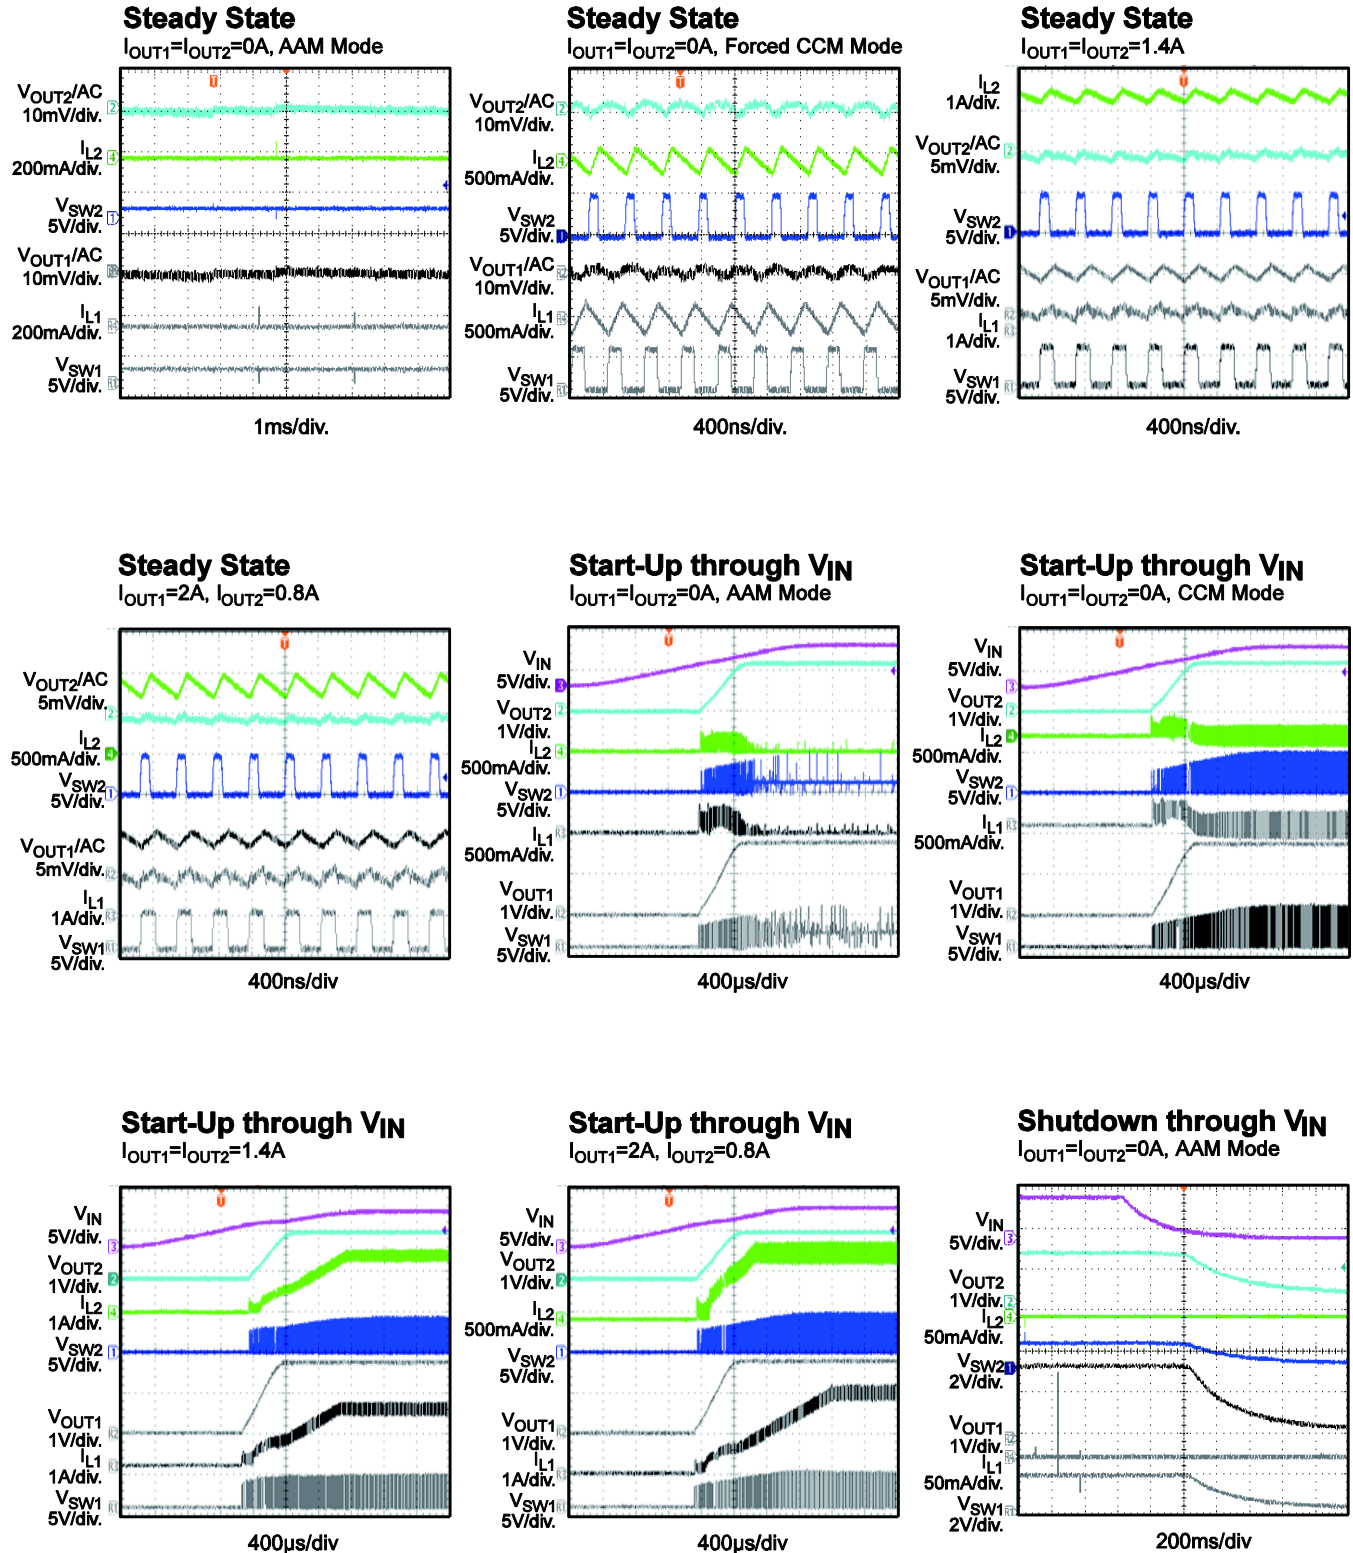 Steady State
IOUT1=IOUT2=0A, AAM Mode
VOUT2/AC
10mV/div.
IL2
200mA/div.
VSW2
5V/div.
VOUT1/AC
10mV/div.
IL1
200mA/div.
VSW1
5V/div.
1ms/div.
Steady State
IOUT1=IOUT2=0A, Forced CCM Mode
VOUT2/AC
10mV/div.
IL2
500mA/div.
VSW2
5V/div.
VOUT1/AC
10mV/div.
IL1
500mA/div.
VSW1
5V/div.
400ns/div.
Steady State
IOUT1=IOUT2=1.4A
IL2
1A/div.
VOUT2/AC
5mV/div.
VSW2
5V/div.
VOUT1/AC
5mV/div.
IL1
1A/div.
VSW1
5V/div.
400ns/div.
Steady State
IOUT1=2A, IOUT2=0.8A
VOUT2/AC
5mV/div.
IL2
500mA/div.
VSW2
5V/div.
VOUT1/AC
5mV/div.
IL1
1A/div.
VSW1
5V/div.
400ns/div
Start-Up through VIN
IOUT1=IOUT2=0A, AAM Mode
VIN
5V/div.
VOUT2
1V/div.
IL2
500mA/div.
VSW2
5V/div.
IL1
500mA/div.
VOUT1
1V/div.
VSW1
5V/div.
400µs/div
Start-Up through VIN
IOUT1=IOUT2=0A, CCM Mode
VIN
5V/div.
VOUT2
1V/div.
IL2
500mA/div.
VSW2
5V/div.
IL1
500mA/div.
VOUT1
1V/div.
VSW1
5V/div.
400µs/div
Start-Up through VIN
IOUT1=IOUT2=1.4A
VIN
5V/div.
VOUT2
1V/div.
IL2
1A/div.
VSW2
5V/div.
VOUT1
1V/div.
IL1
1A/div.
VSW1
5V/div.
400µs/div
Start-Up through VIN
IOUT1=2A, IOUT2=0.8A
VIN
5V/div.
VOUT2
1V/div.
IL2
500mA/div.
VSW2
5V/div.
VOUT1
1V/div.
IL1
1A/div.
VSW1
5V/div.
400µs/div
Shutdown through VIN
IOUT1=IOUT2=0A, AAM Mode
VIN
5V/div.
VOUT2
1V/div.
IL2
50mA/div.
VSW2
2V/div.
VOUT1
1V/div.
IL1
50mA/div.
VSW1
2V/div.
200ms/div